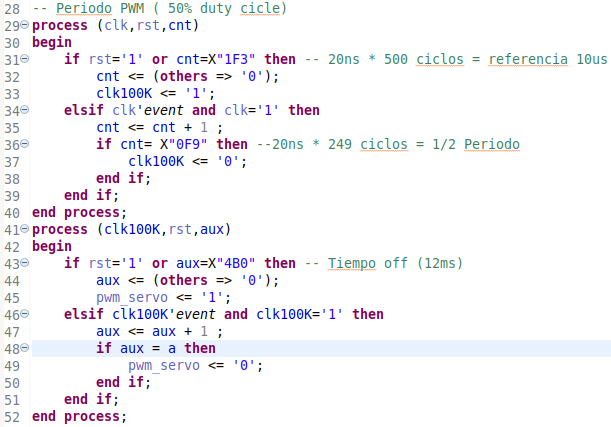 28 -- Periodo PWM ( 50% duty cicle)
29 process (clk,rst,cnt)
30 begin
31     if rst='1' or cnt=X"1F3" then -- 20ns * 500 ciclos = referencia 10us
32         cnt <= (others => '0');
33         clk100K <= '1';
34     elsif clk'event and clk='1' then
35         cnt <= cnt + 1 ;
36         if cnt= X"0F9" then --20ns * 249 ciclos = 1/2 Periodo
37             clk100K <= '0';
38         end if;
39     end if;
40 end process;
41 process (clk100K,rst,aux)
42 begin
43     if rst='1' or aux=X"4B0" then -- Tiempo off (12ms)
44         aux <= (others => '0');
45         pwm_servo <= '1';
46     elsif clk100K'event and clk100K='1' then
47         aux <= aux + 1 ;
48         if aux = a then
49             pwm_servo <= '0';
50         end if;
51     end if;
52 end process;